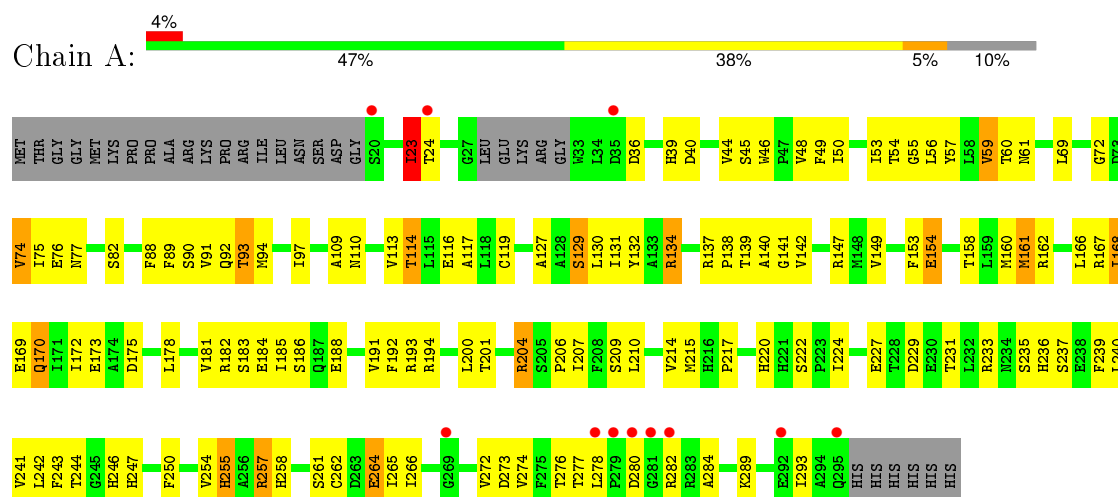 4%
Chain A:
47% 38% 5% 10%
MET THR GLY GLY MET LYS PRO PRO ALA ARG LYS PRO ARG ILE LEU ASN SER ASP GLY S20 I23 T24 G27 LEU GLU LYS ARG GLY W33 L34 D35 D36 H39 D40 V44 S45 W46 P47 V48 F49 I50 I53 T54 G55 L56 Y57 L58 V59 T60 N61 L69 G72
V74 I75 E76 N77 S82 F88 F89 S90 V91 Q92 T93 M94 I97 A109 N110 V113 T114 L115 E116 A117 L118 C119 A127 A128 S129 L130 I131 Y132 A133 R134 R137 P138 T139 A140 G141 V142 R147 M148 V149 F153 E154 T158 L159 M160 M161 R162 L166 R167 I168
E169 Q170 I171 I172 E173 A174 D175 L178 V181 R182 S183 E184 I185 S186 Q187 E188 V191 F192 R193 R194 L200 T201 R204 S205 P206 I207 F208 S209 L210 V214 M215 H216 P217 H220 H221 S222 P223 I224 E227 T228 D229 E230 T231 L232 R233 N234 S235 H236 S237 E238 F239 L240
V241 L242 F243 T244 G245 H246 H247 F250 V254 H255 A256 R257 H258 S261 C262 D263 E264 I265 I266 G269 V272 D273 V274 F275 T276 T277 L278 P279 D280 G281 R282 R283 A284 K289 E292 I293 A294 Q295 HIS HIS HIS HIS HIS HIS